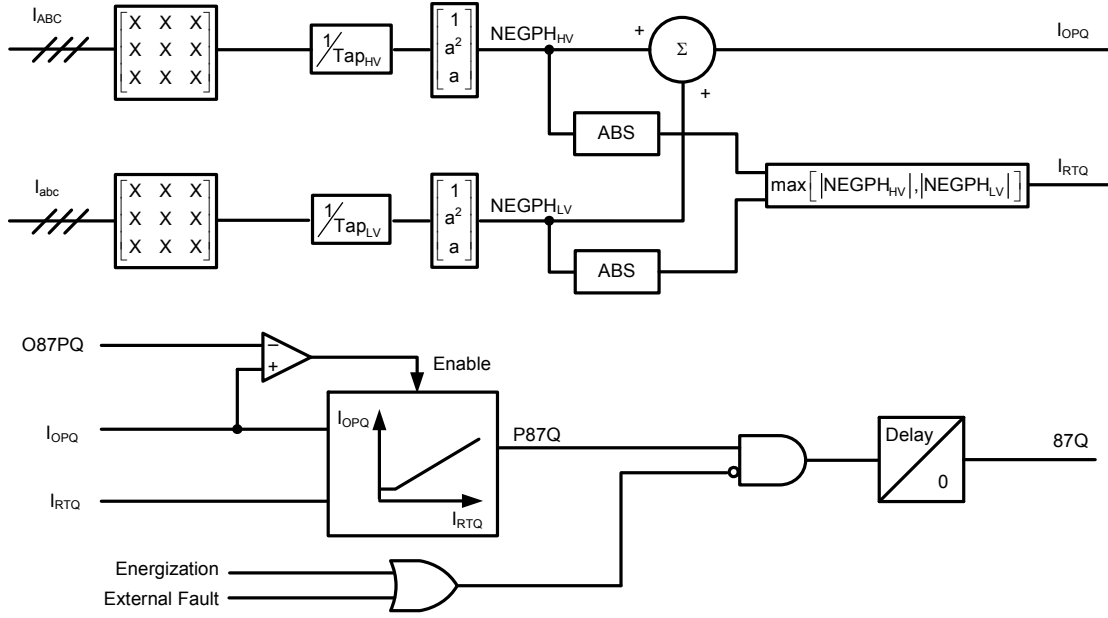 I_ABC
X X X
X X X
X X X
1/Tap_HV
1
a²
a
NEGPH_HV
+
Σ
+
I_OPQ
ABS
max[|NEGPH_HV|,|NEGPH_LV|]
I_RTQ
I_abc
X X X
X X X
X X X
1/Tap_LV
1
a²
a
NEGPH_LV
ABS
O87PQ
–
+
Enable
I_OPQ
I_OPQ
I_RTQ
I_RTQ
P87Q
Delay
0
87Q
Energization
External Fault